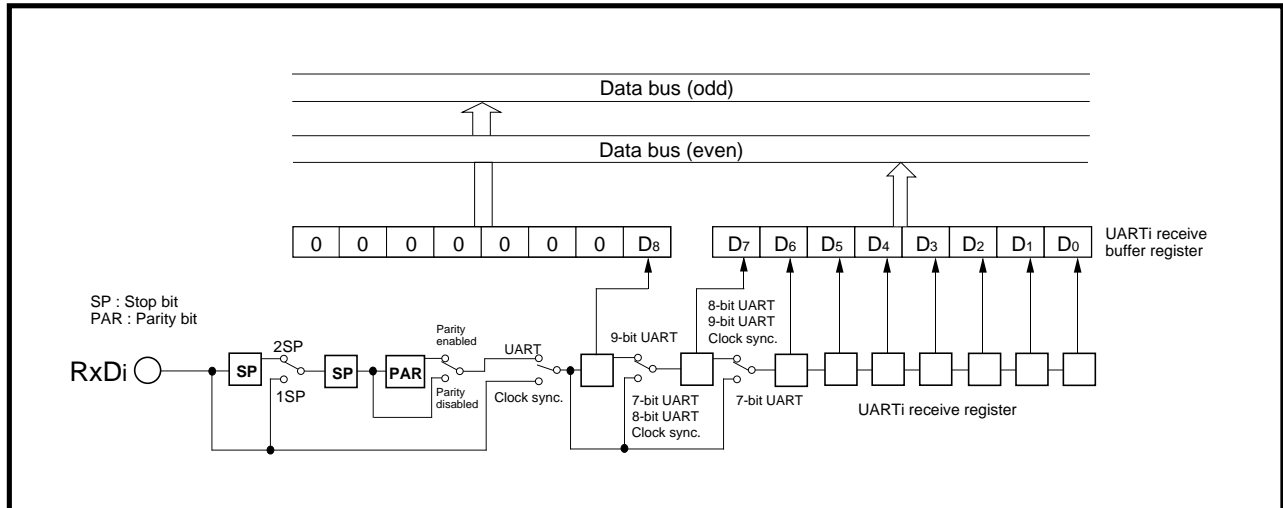 Data bus (odd)
Data bus (even)
0 0 0 0 0 0 0 D8
D7 D6 D5 D4 D3 D2 D1 D0
UARTi receive
buffer register
SP : Stop bit
PAR : Parity bit
RxDi
SP
2SP
1SP
SP
PAR
Parity
enabled
Parity
disabled
UART
Clock sync.
9-bit UART
7-bit UART
8-bit UART
Clock sync.
8-bit UART
9-bit UART
Clock sync.
7-bit UART
UARTi receive register